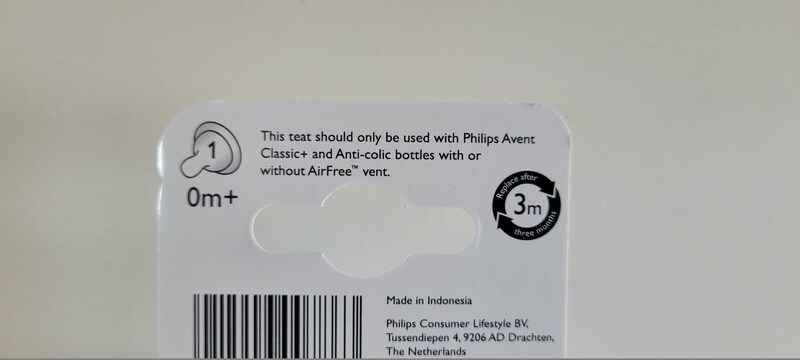 1
0m+
This teat should only be used with Philips Avent
Classic+ and Anti-colic bottles with or
without AirFree™ vent.
Replace after
3m
three months
Made in Indonesia
Philips Consumer Lifestyle BV,
Tussendiepen 4, 9206 AD Drachten,
The Netherlands